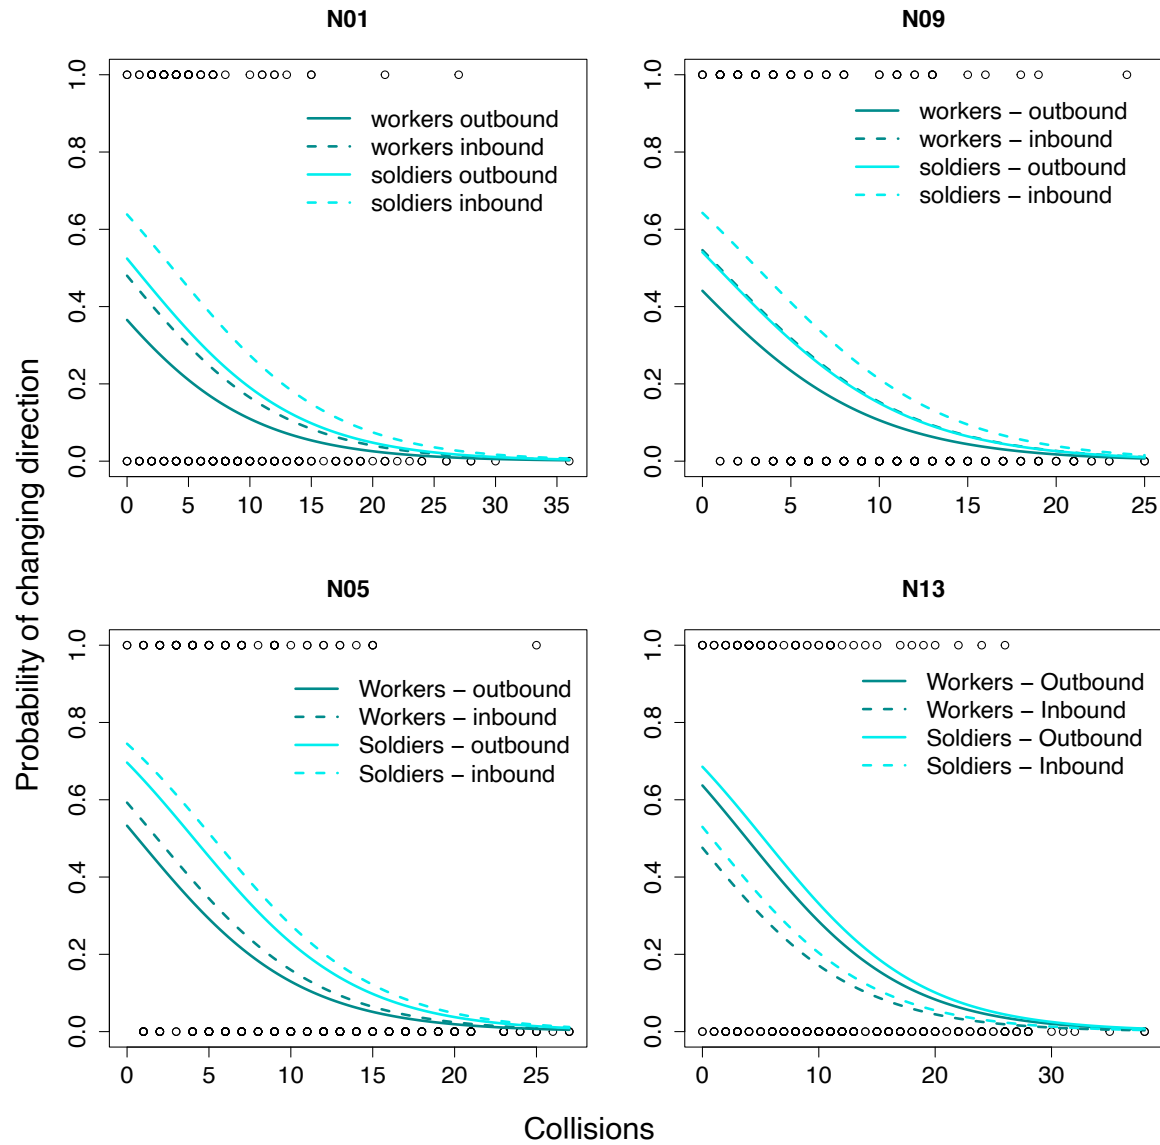 N01
1.0
0.8
0.6
0.4
0.2
0.0
workers outbound
workers inbound
soldiers outbound
soldiers inbound
0 5 10 15 20 25 30 35
N09
1.0
0.8
0.6
0.4
0.2
0.0
workers – outbound
workers – inbound
soldiers – outbound
soldiers – inbound
0 5 10 15 20 25
Probability of changing direction
N05
1.0
0.8
0.6
0.4
0.2
0.0
Workers – outbound
Workers – inbound
Soldiers – outbound
Soldiers – inbound
0 5 10 15 20 25
N13
1.0
0.8
0.6
0.4
0.2
0.0
Workers – Outbound
Workers – Inbound
Soldiers – Outbound
Soldiers – Inbound
0 10 20 30
Collisions